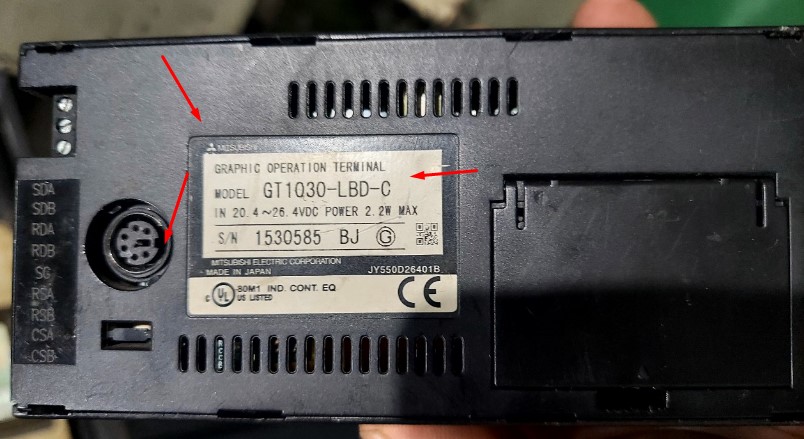 MITSUBISHI
GRAPHIC OPERATION TERMINAL
MODEL GT1030-LBD-C
IN 20.4~26.4VDC POWER 2.2W MAX
S/N 1530585 BJ G
MITSUBISHI ELECTRIC CORPORATION
MADE IN JAPAN JY550D26401B
c UL US LISTED 80M1 IND. CONT. EQ
CE
SDA
SDB
RDA
RDB
SG
RSA
RSB
CSA
CSB